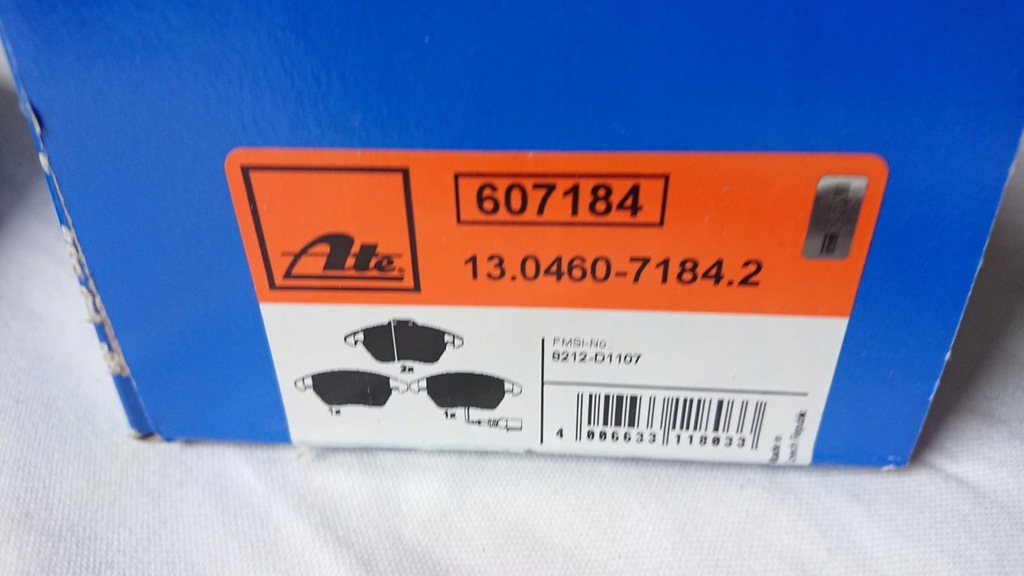 607184
Ate
13.0460-7184.2
FMSI-No
8212-D1107
2x
1x
1x
4 006633 118033
Made in
Czech Republic